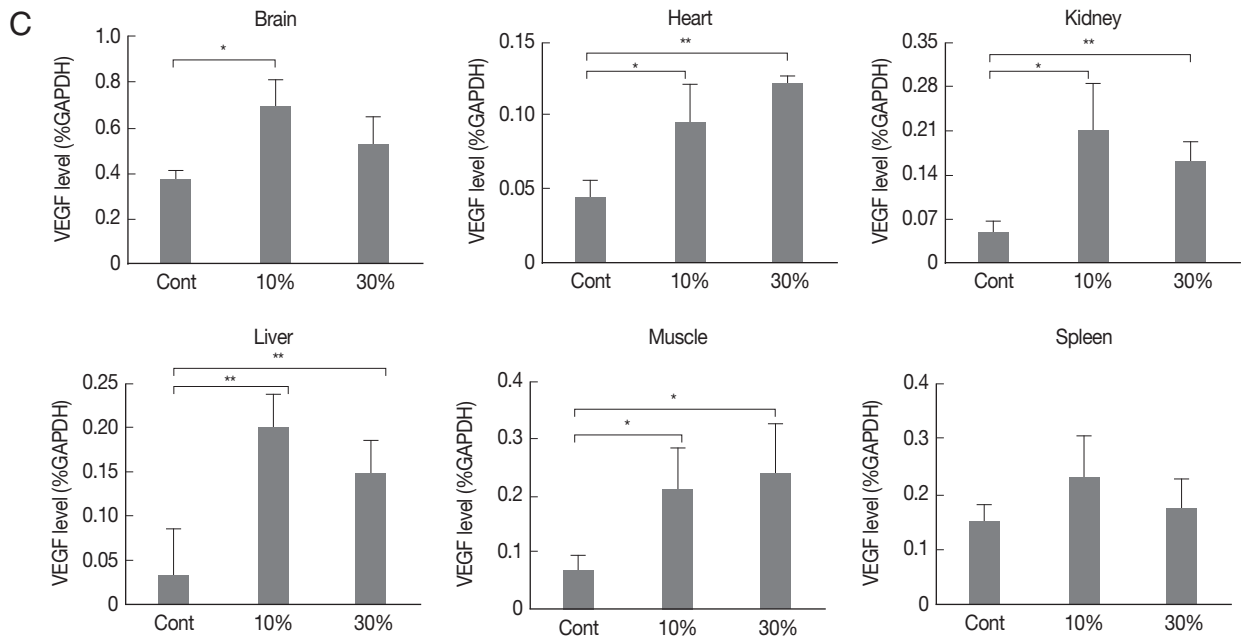 C
Brain
VEGF level (%GAPDH)
1.0
0.8
0.6
0.4
0.2
0
*
Cont 10% 30%
Heart
VEGF level (%GAPDH)
0.15
0.10
0.05
0
**
*
Cont 10% 30%
Kidney
VEGF level (%GAPDH)
0.35
0.28
0.21
0.14
0.07
0
**
*
Cont 10% 30%
Liver
VEGF level (%GAPDH)
0.25
0.20
0.15
0.10
0.05
0
**
**
Cont 10% 30%
Muscle
VEGF level (%GAPDH)
0.4
0.3
0.2
0.1
0
*
*
Cont 10% 30%
Spleen
VEGF level (%GAPDH)
0.4
0.3
0.2
0.1
0
Cont 10% 30%